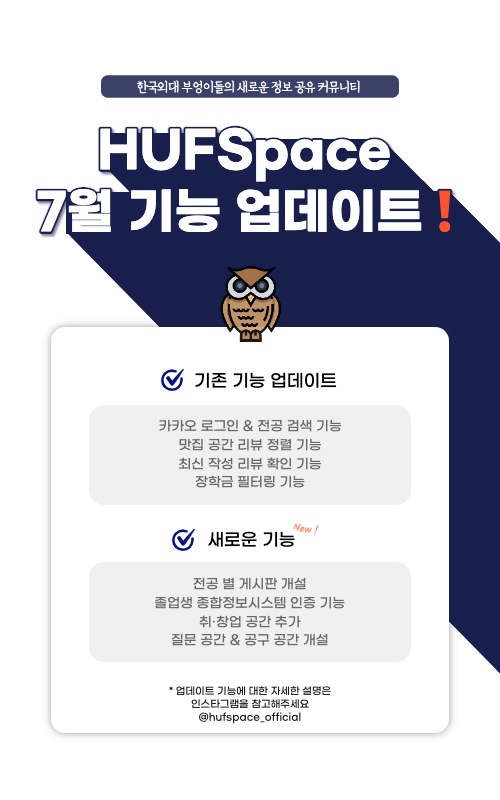 한국외대 부엉이들의 새로운 정보 공유 커뮤니티
HUFSpace
7월 기능 업데이트!
기존 기능 업데이트
카카오 로그인 & 전공 검색 기능
맛집 공간 리뷰 정렬 기능
최신 작성 리뷰 확인 기능
장학금 필터링 기능
새로운 기능 New !
전공 별 게시판 개설
졸업생 종합정보시스템 인증 기능
취·창업 공간 추가
질문 공간 & 공구 공간 개설
* 업데이트 기능에 대한 자세한 설명은
인스타그램을 참고해주세요
@hufspace_official